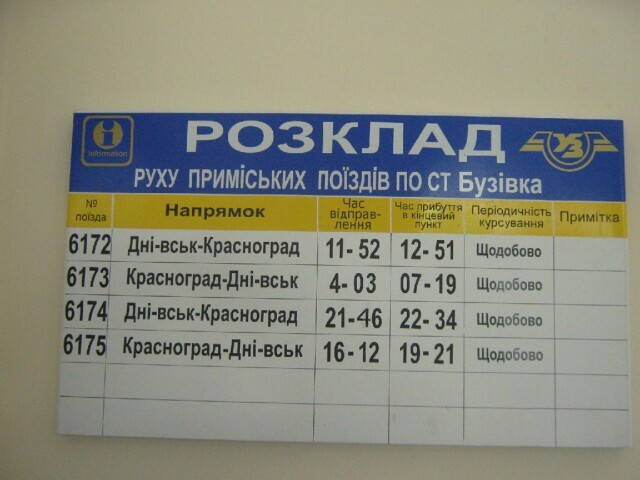 i
information
РОЗКЛАД
УЗ
РУХУ ПРИМІСЬКИХ ПОЇЗДІВ ПО СТ Бузівка
№ поїзда
Напрямок
Час відправ-лення
Час прибуття в кінцевий пункт
Періодичність курсування
Примітка
6172 Дні-вськ-Красноград 11-52 12-51 Щодобово
6173 Красноград-Дні-вськ 4-03 07-19 Щодобово
6174 Дні-вськ-Красноград 21-46 22-34 Щодобово
6175 Красноград-Дні-вськ 16-12 19-21 Щодобово